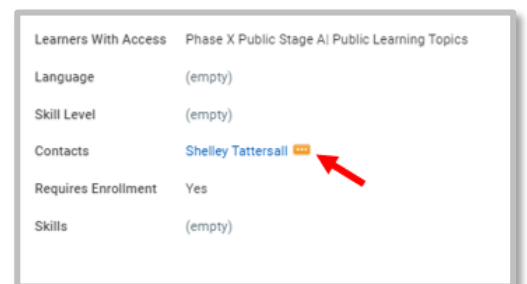 Learners With Access Phase X Public Stage A| Public Learning Topics
Language (empty)
Skill Level (empty)
Contacts Shelley Tattersall
Requires Enrollment Yes
Skills (empty)